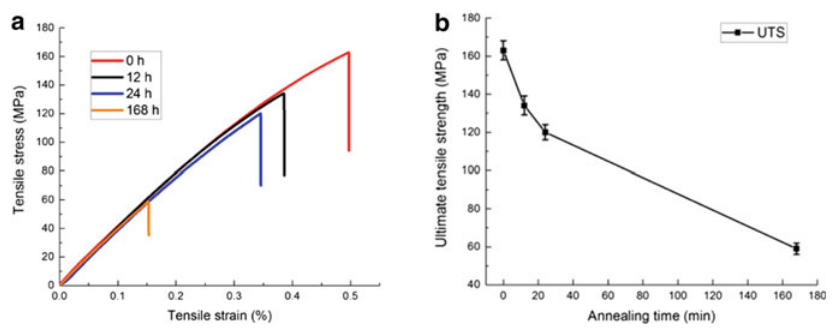 a
Tensile stress (MPa)
180
160
140
120
100
80
60
40
20
0
0 h
12 h
24 h
168 h
0.0 0.1 0.2 0.3 0.4 0.5
Tensile strain (%)
b
Ultimate tensile strength (MPa)
180
160
140
120
100
80
60
40
UTS
0 20 40 60 80 100 120 140 160 180
Annealing time (min)